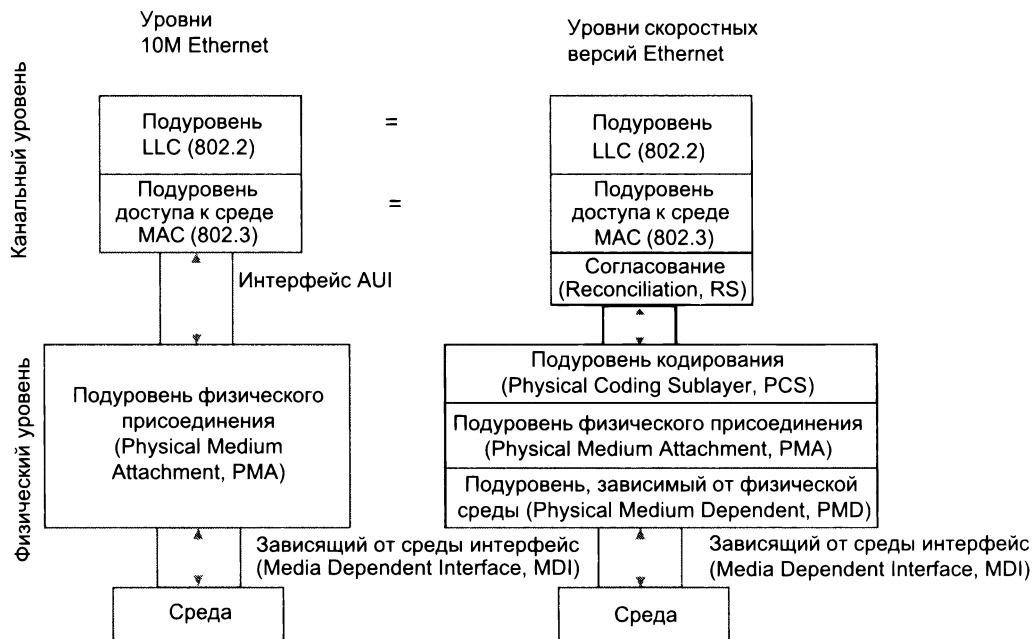 Уровни
10M Ethernet
Уровни скоростных
версий Ethernet
Канальный уровень
Подуровень
LLC (802.2)
=
Подуровень
LLC (802.2)
Подуровень
доступа к среде
MAC (802.3)
=
Подуровень
доступа к среде
MAC (802.3)
Интерфейс AUI
Согласование
(Reconciliation, RS)
Физический уровень
Подуровень физического
присоединения
(Physical Medium
Attachment, PMA)
Подуровень кодирования
(Physical Coding Sublayer, PCS)
Подуровень физического присоединения
(Physical Medium Attachment, PMA)
Подуровень, зависимый от физической
среды (Physical Medium Dependent, PMD)
Зависящий от среды интерфейс
(Media Dependent Interface, MDI)
Зависящий от среды интерфейс
(Media Dependent Interface, MDI)
Среда
Среда